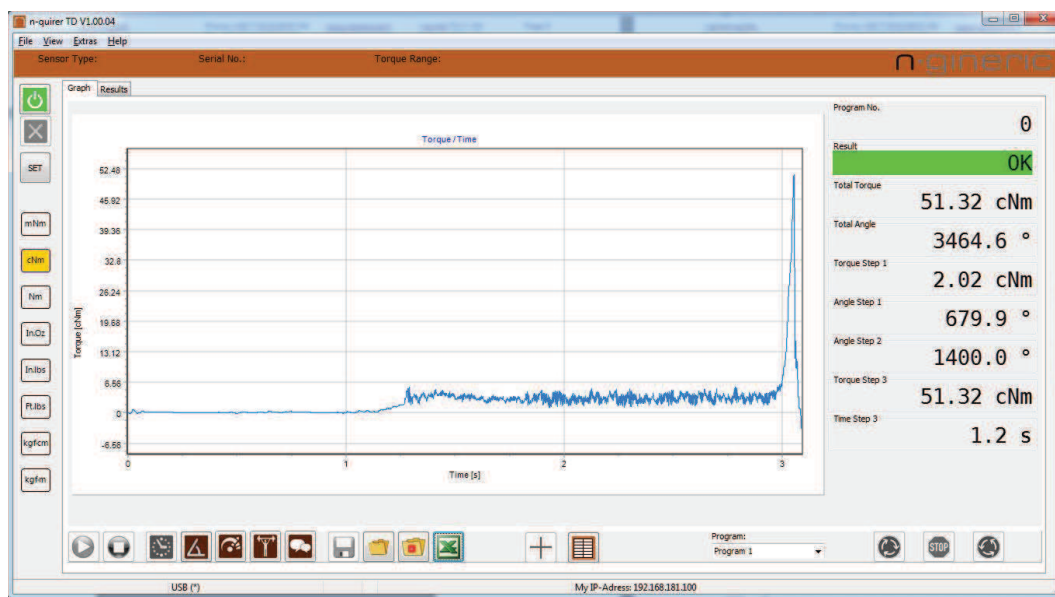 n-quirer TD V1.00.04
File View Extras Help
Sensor Type: Serial No.: Torque Range:
n-gineric
Graph Results
SET
mNm
cNm
Nm
In.Oz
In.lbs
Ft.lbs
kgfcm
kgfm
Torque / Time
52.48
45.92
39.36
32.8
26.24
19.68
13.12
6.56
0
-6.56
Torque [cNm]
0 1 2 3
Time [s]
Program No.
0
Result
OK
Total Torque
51.32 cNm
Total Angle
3464.6 °
Torque Step 1
2.02 cNm
Angle Step 1
679.9 °
Angle Step 2
1400.0 °
Torque Step 3
51.32 cNm
Time Step 3
1.2 s
Program:
Program 1
STOP
USB (*) My IP-Adress: 192.168.181.100